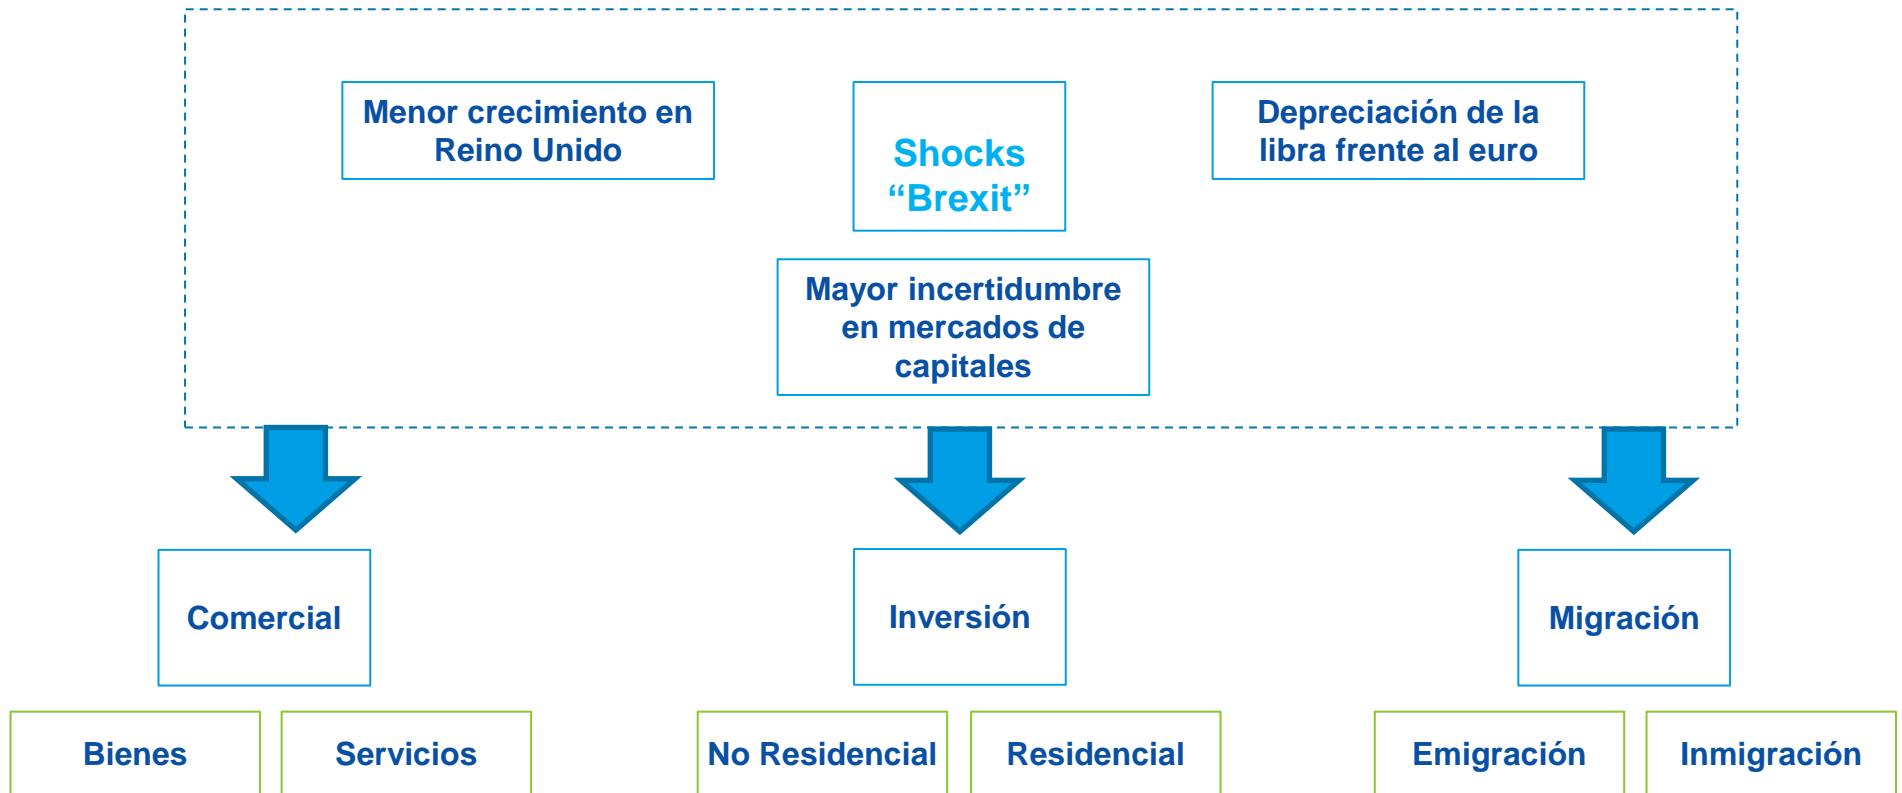 Menor crecimiento en
Reino Unido
Shocks
“Brexit”
Depreciación de la
libra frente al euro
Mayor incertidumbre
en mercados de
capitales
Comercial
Inversión
Migración
Bienes
Servicios
No Residencial
Residencial
Emigración
Inmigración